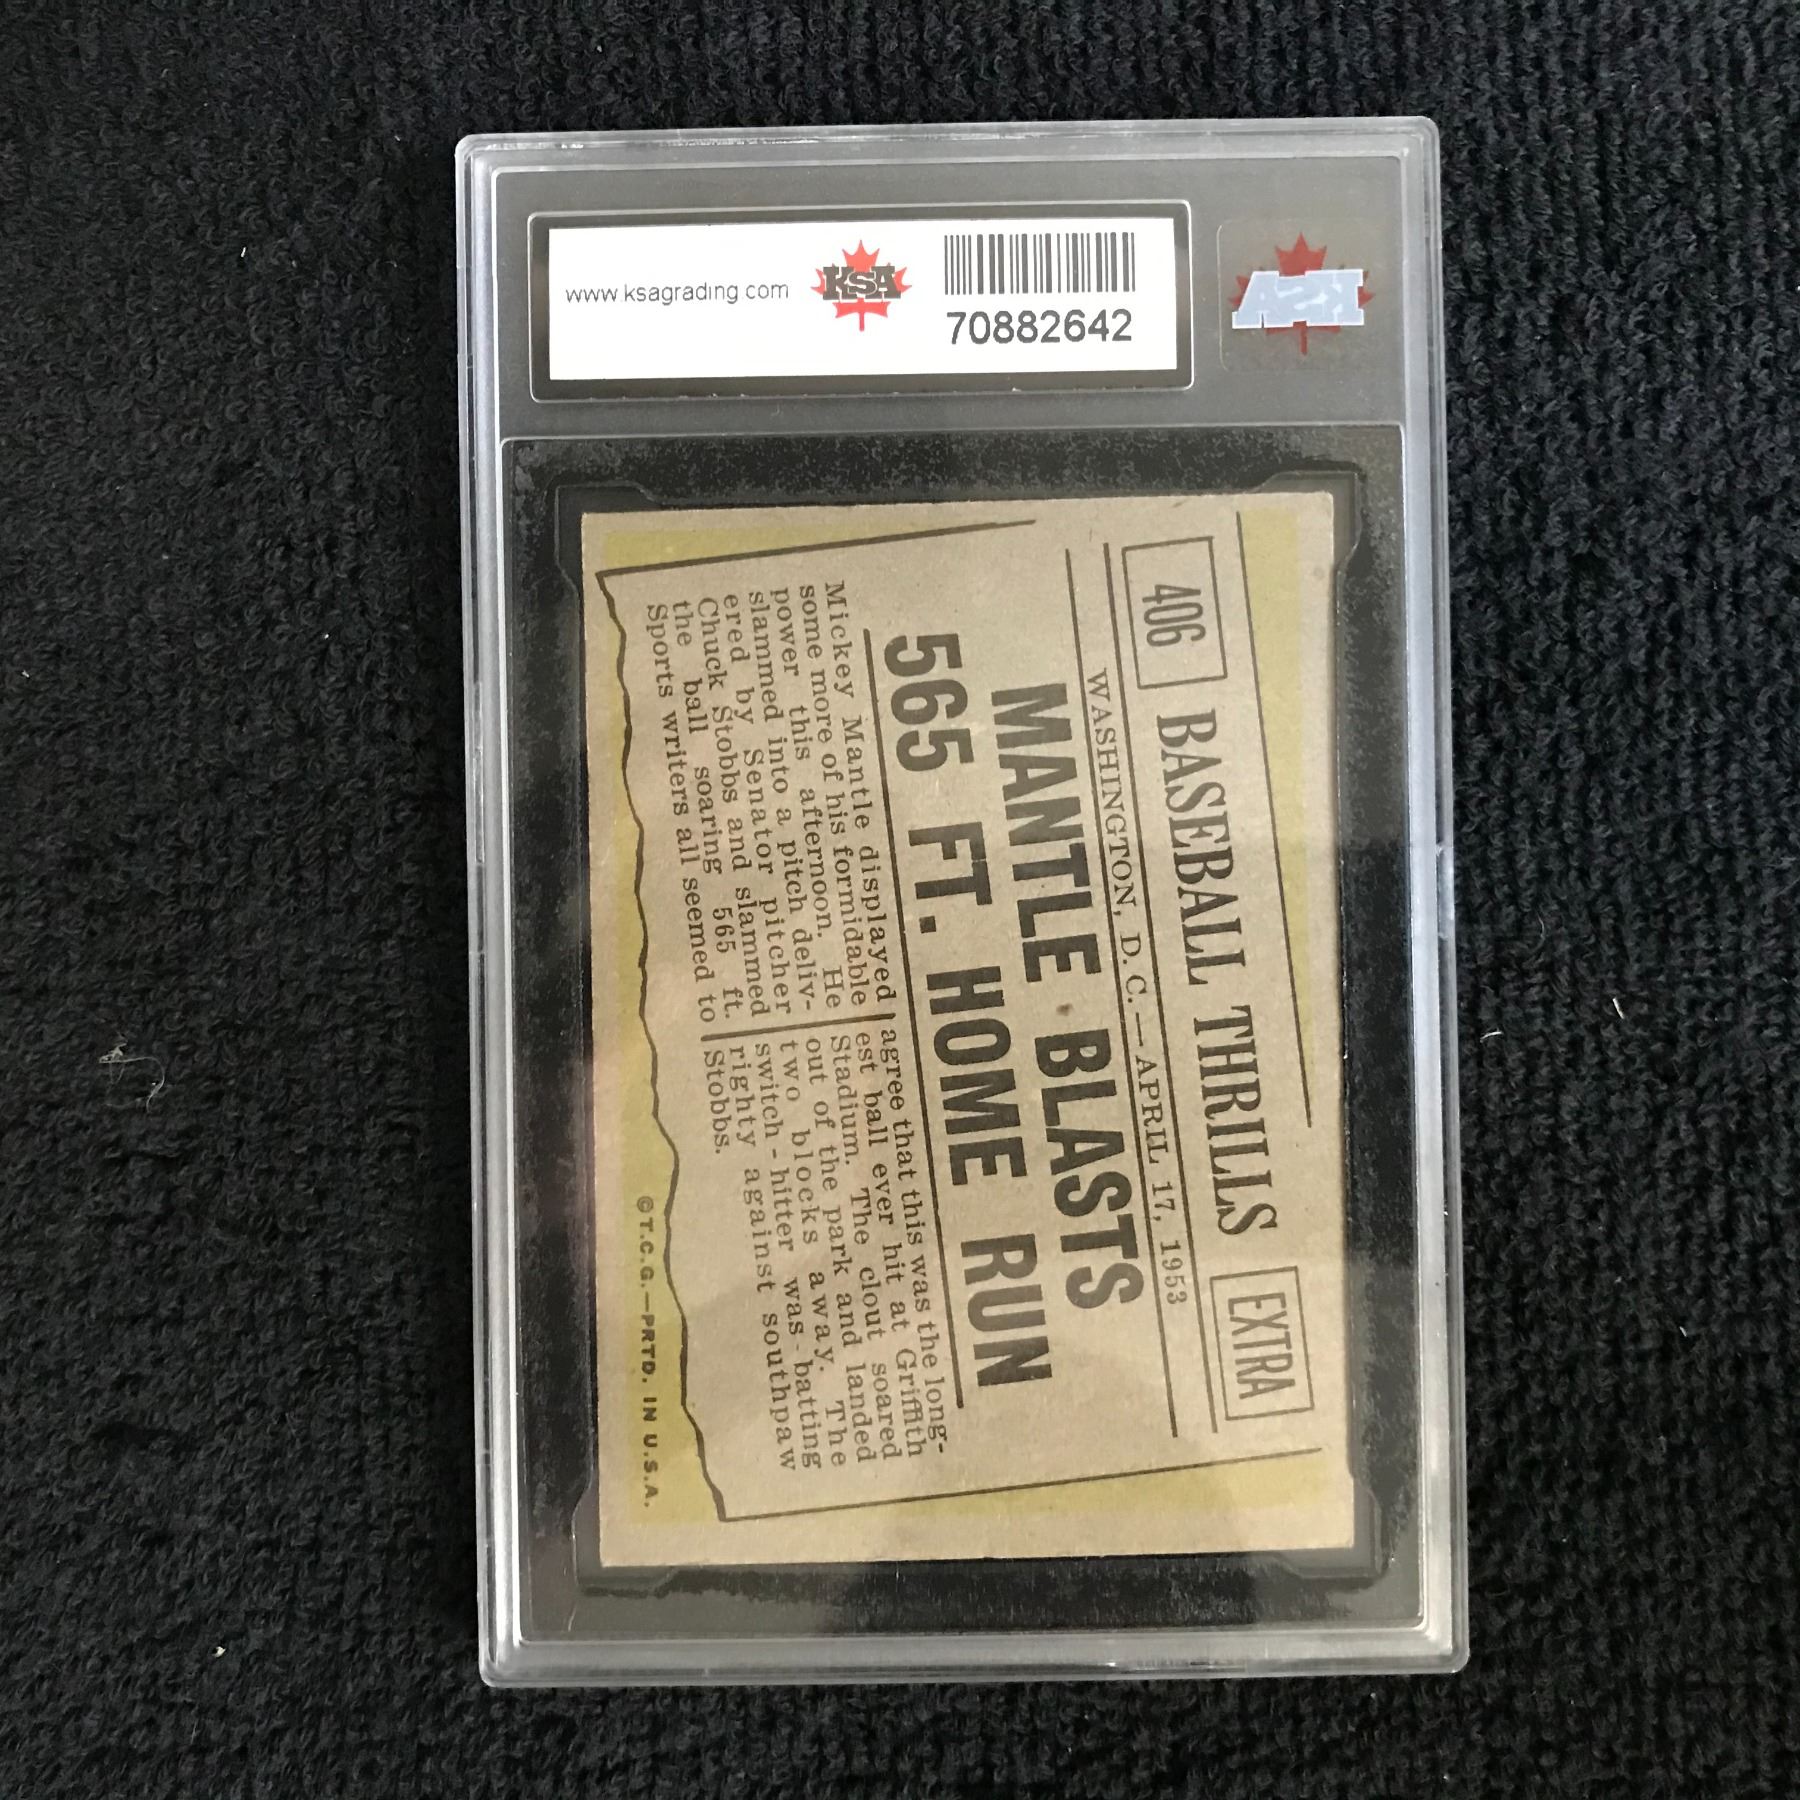 www.ksagrading.com
KSA
70882642
KSA
406
BASEBALL THRILLS
EXTRA
WASHINGTON, D.C.—APRIL 17, 1953
MANTLE BLASTS
565 FT. HOME RUN
Mickey Mantle displayed
some more of his formidable
power this afternoon. He
slammed into a pitch deliv-
ered by Senator pitcher
Chuck Stobbs and slammed
the ball soaring 565 ft.
Sports writers all seemed to
agree that this was the long-
est ball ever hit at Griffith
Stadium. The clout soared
out of the park and landed
two blocks away. The
switch-hitter was batting
righty against southpaw
Stobbs.
©T.C.G.—PRTD. IN U.S.A.